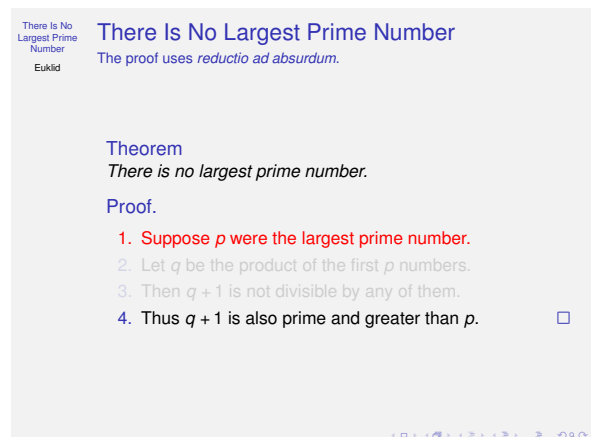 There Is No
Largest Prime
Number
Euklid
There Is No Largest Prime Number
The proof uses reductio ad absurdum.
Theorem
There is no largest prime number.
Proof.
1. Suppose p were the largest prime number.
2. Let q be the product of the first p numbers.
3. Then q + 1 is not divisible by any of them.
4. Thus q + 1 is also prime and greater than p.